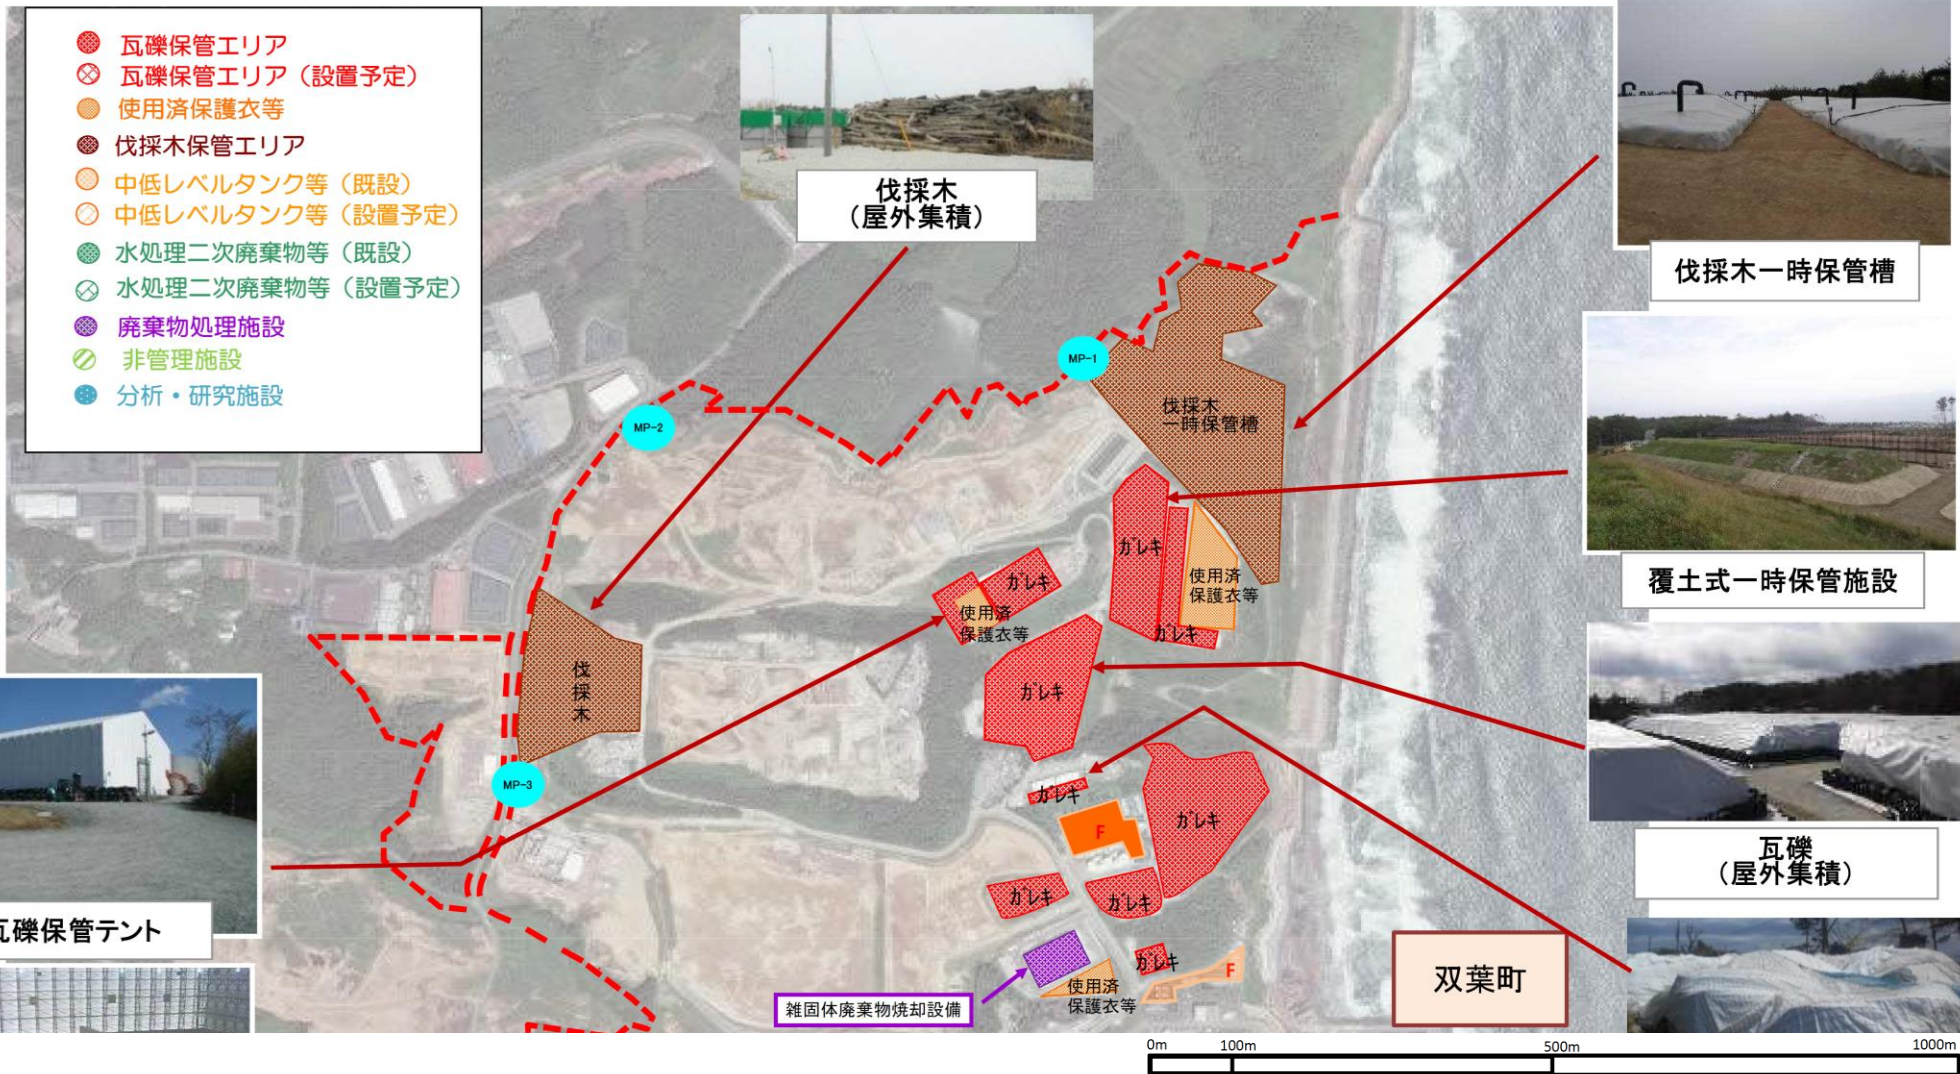 瓦礫保管エリア
瓦礫保管エリア（設置予定）
使用済保護衣等
伐採木保管エリア
中低レベルタンク等（既設）
中低レベルタンク等（設置予定）
水処理二次廃棄物等（既設）
水処理二次廃棄物等（設置予定）
廃棄物処理施設
非管理施設
分析・研究施設
伐採木
（屋外集積）
伐採木一時保管槽
覆土式一時保管施設
瓦礫
（屋外集積）
MP-1
MP-2
伐採木
一時保管槽
ガレキ
使用済
保護衣等
ガレキ
ガレキ
使用済
保護衣等
ガレキ
伐
採
木
MP-3
ガレキ
ガレキ
F
ガレキ
ガレキ
ガレキ
F
使用済
保護衣等
雑固体廃棄物焼却設備
双葉町
礫保管テント
0m
100m
500m
1000m